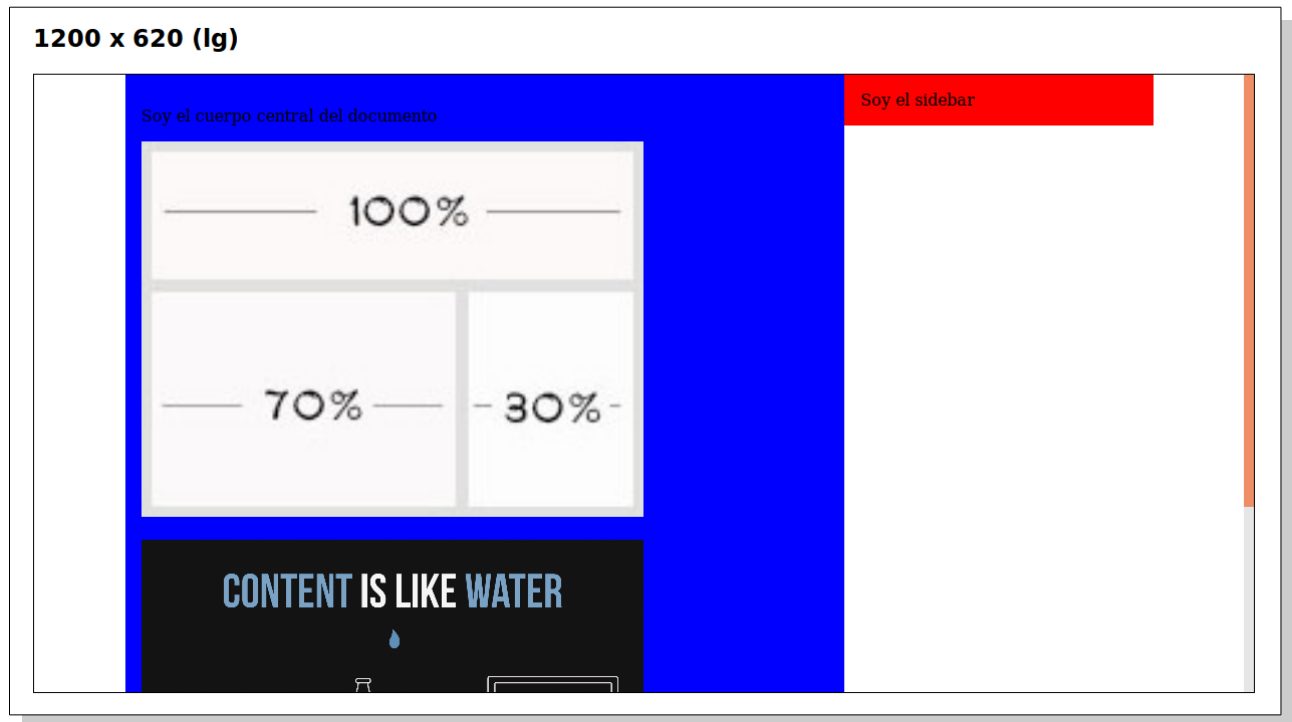 1200 x 620 (lg)
Soy el cuerpo central del documento
Soy el sidebar
100%
70%
30%
CONTENT IS LIKE WATER